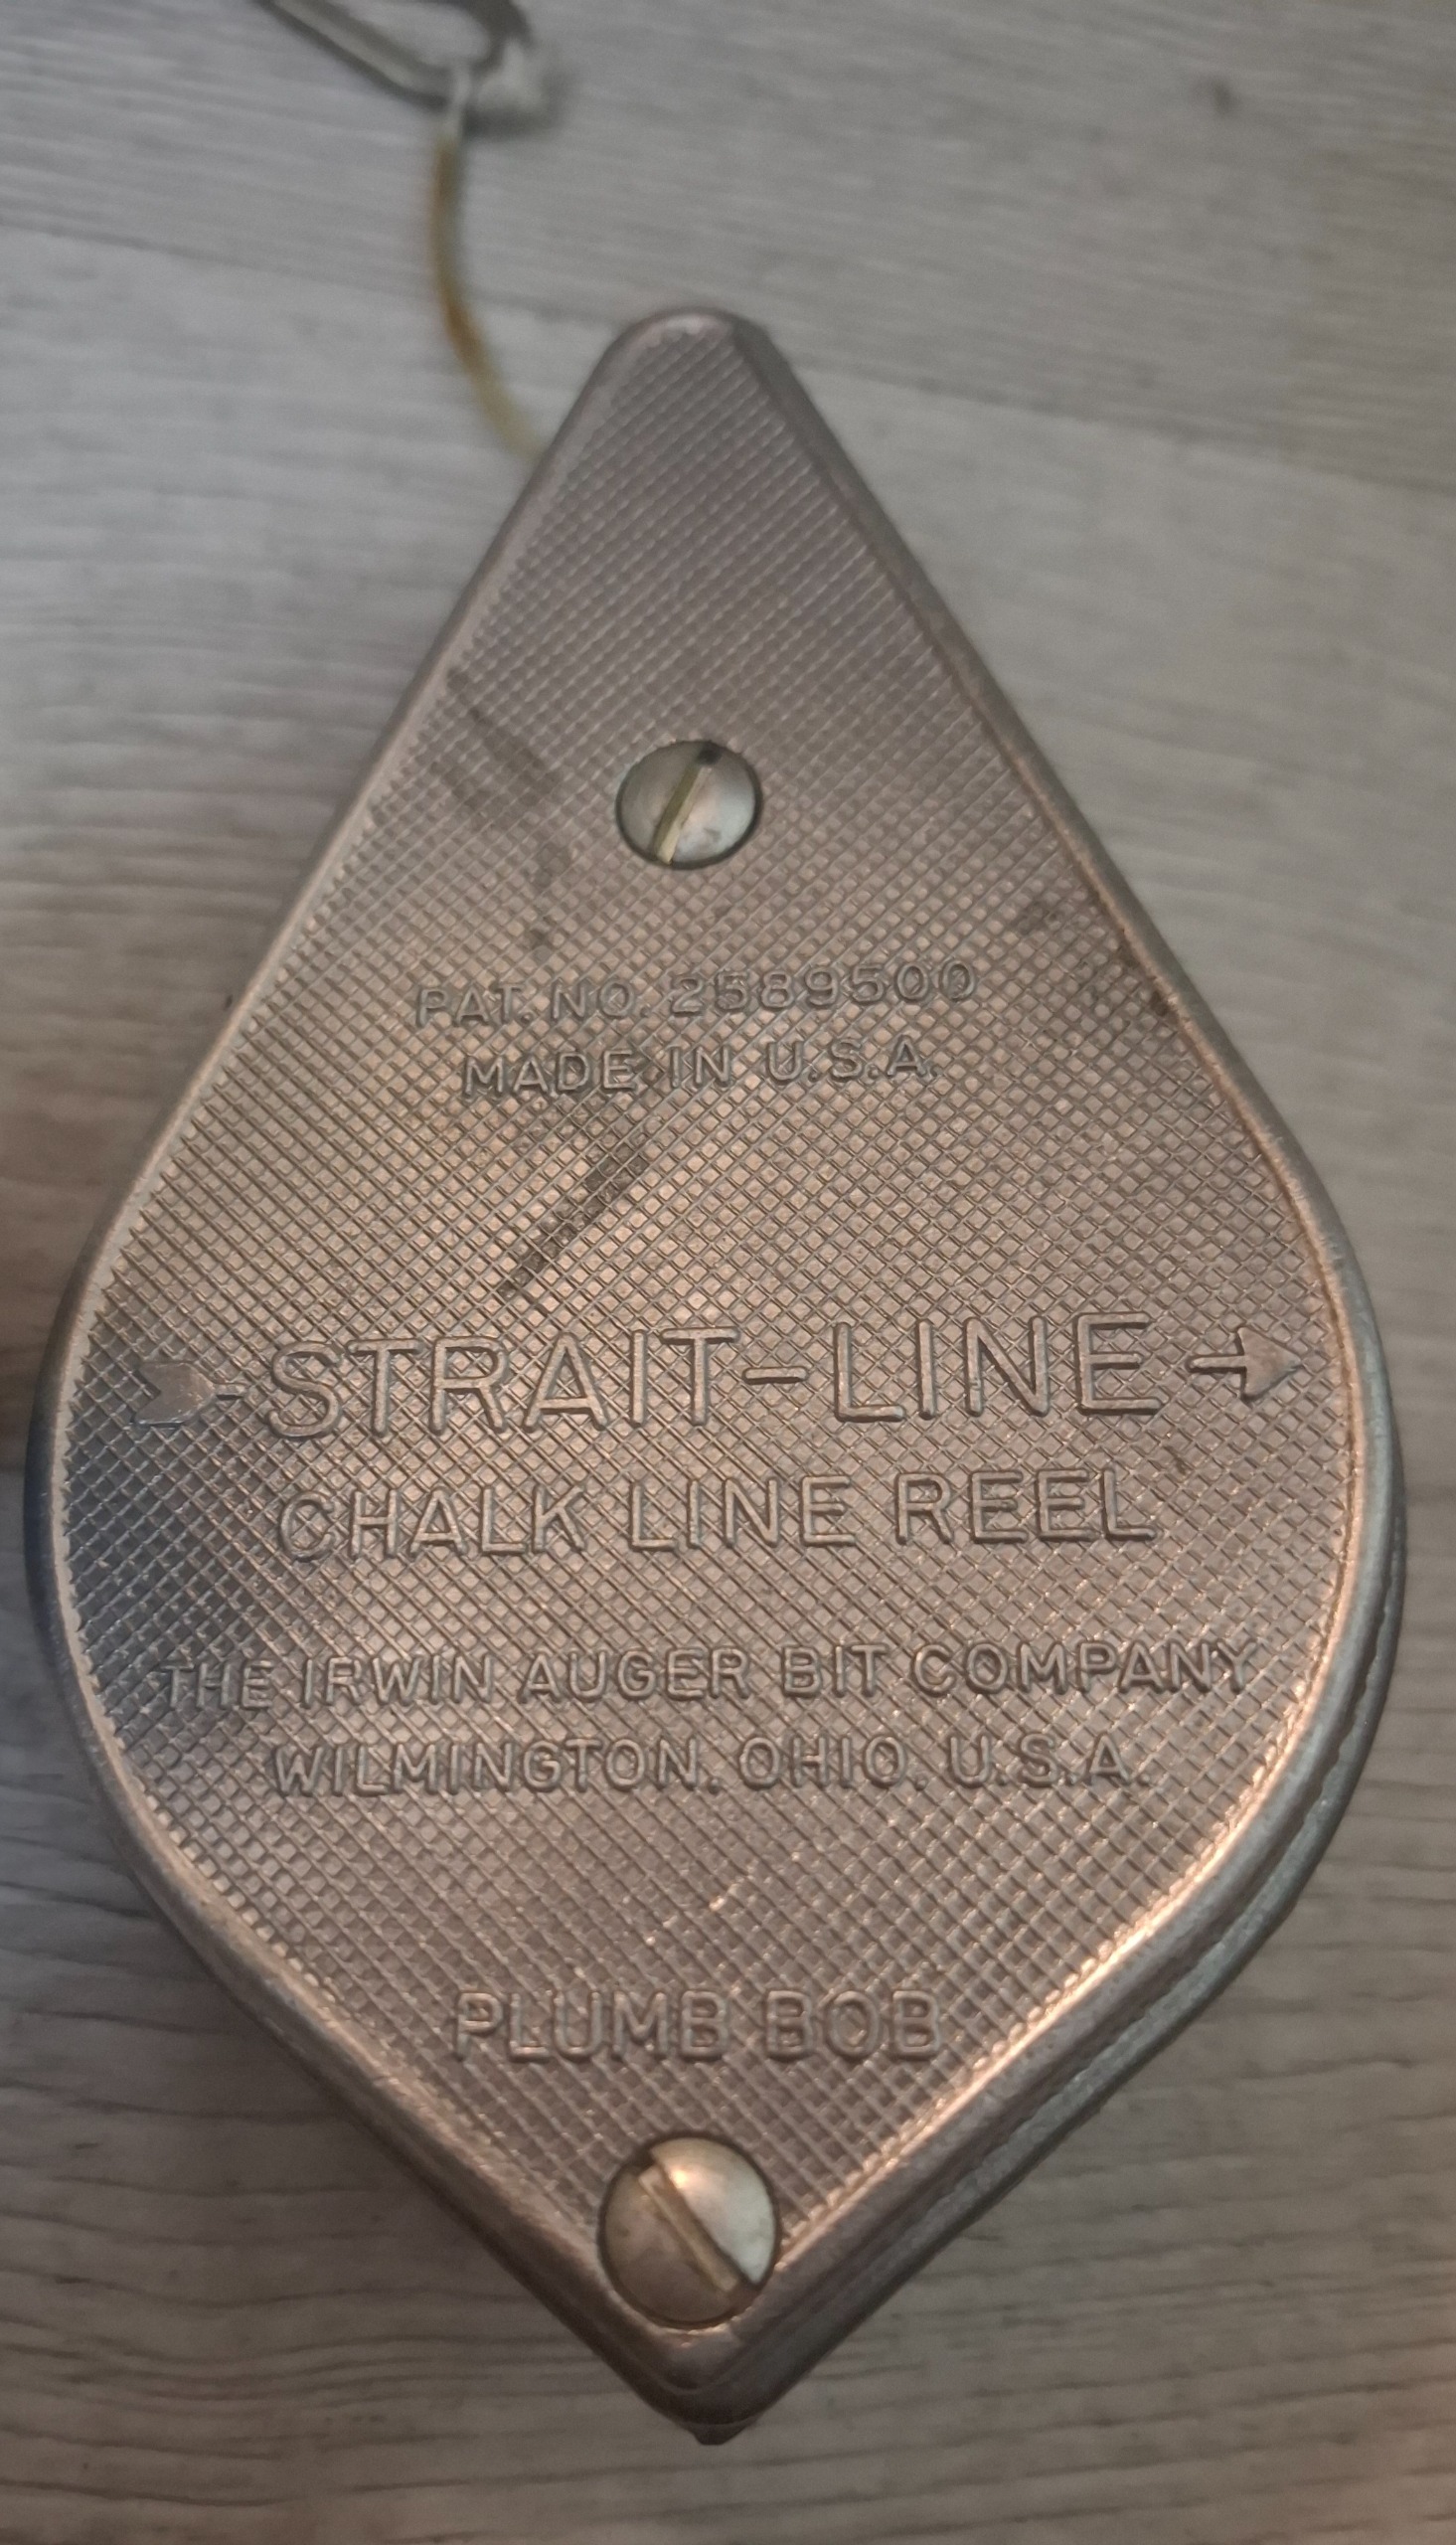 PAT. NO. 2589500
MADE IN U.S.A.
STRAIT-LINE
CHALK LINE REEL
THE IRWIN AUGER BIT COMPANY
WILMINGTON, OHIO, U.S.A.
PLUMB BOB